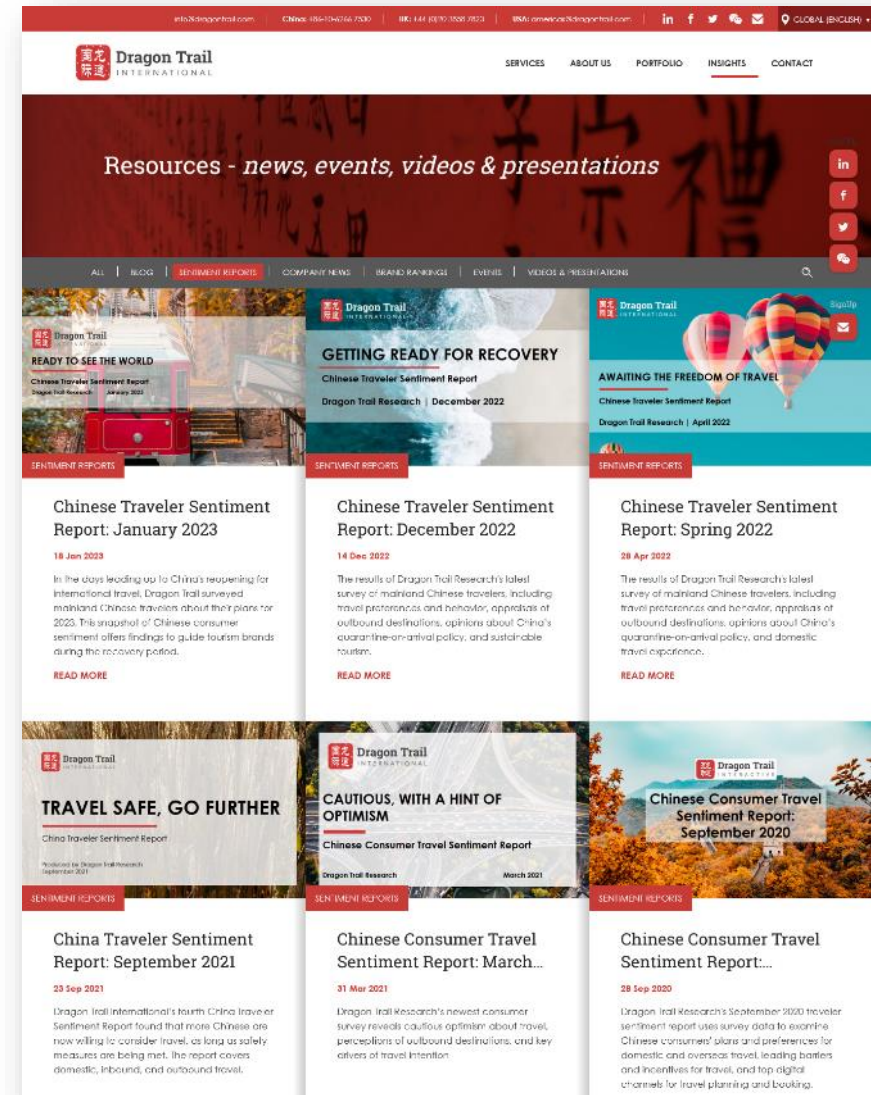 info@dragontrail.com
China: +86-10-6266 7530
UK: +44 (0)20 3858 7823
USA: americas@dragontrail.com
GLOBAL (ENGLISH)
Dragon Trail
INTERNATIONAL
SERVICES
ABOUT US
PORTFOLIO
INSIGHTS
CONTACT
Resources - news, events, videos & presentations
ALL
BLOG
SENTIMENT REPORTS
COMPANY NEWS
BRAND RANKINGS
EVENTS
VIDEOS & PRESENTATIONS
SignUp
Dragon Trail
INTERNATIONAL
READY TO SEE THE WORLD
Chinese Traveler Sentiment Report
Dragon Trail Research January 2023
SENTIMENT REPORTS
Chinese Traveler Sentiment
Report: January 2023
18 Jan 2023
In the days leading up to China's reopening for
international travel, Dragon Trail surveyed
mainland Chinese travelers about their plans for
2023. This snapshot of Chinese consumer
sentiment offers findings to guide tourism brands
during the recovery period.
READ MORE
Dragon Trail
INTERNATIONAL
GETTING READY FOR RECOVERY
Chinese Traveler Sentiment Report
Dragon Trail Research | December 2022
SENTIMENT REPORTS
Chinese Traveler Sentiment
Report: December 2022
14 Dec 2022
The results of Dragon Trail Research's latest
survey of mainland Chinese travelers, including
travel preferences and behavior, appraisals of
outbound destinations, opinions about China's
quarantine-on-arrival policy, and sustainable
tourism.
READ MORE
Dragon Trail
INTERNATIONAL
AWAITING THE FREEDOM OF TRAVEL
Chinese Traveler Sentiment Report
Dragon Trail Research | April 2022
SENTIMENT REPORTS
Chinese Traveler Sentiment
Report: Spring 2022
28 Apr 2022
The results of Dragon Trail Research's latest
survey of mainland Chinese travelers, including
travel preferences and behavior, appraisals of
outbound destinations, opinions about China's
quarantine-on-arrival policy, and domestic
travel experience.
READ MORE
Dragon Trail
INTERNATIONAL
TRAVEL SAFE, GO FURTHER
China Traveler Sentiment Report
Produced by Dragon Trail Research
September 2021
SENTIMENT REPORTS
China Traveler Sentiment
Report: September 2021
23 Sep 2021
Dragon Trail International's fourth China Traveler
Sentiment Report found that more Chinese are
now willing to consider travel, as long as safety
measures are being met. The report covers
domestic, inbound, and outbound travel.
Dragon Trail
INTERNATIONAL
CAUTIOUS, WITH A HINT OF
OPTIMISM
Chinese Consumer Travel Sentiment Report
Dragon Trail Research March 2021
SENTIMENT REPORTS
Chinese Consumer Travel
Sentiment Report: March...
31 Mar 2021
Dragon Trail Research's newest consumer
survey reveals cautious optimism about travel,
perceptions of outbound destinations, and key
drivers of travel intention
Dragon Trail
INTERACTIVE
Chinese Consumer Travel
Sentiment Report:
September 2020
SENTIMENT REPORTS
Chinese Consumer Travel
Sentiment Report:...
28 Sep 2020
Dragon Trail Research's September 2020 traveler
sentiment report uses survey data to examine
Chinese consumers' plans and preferences for
domestic and overseas travel, leading barriers
and incentives for travel, and top digital
channels for travel planning and booking.